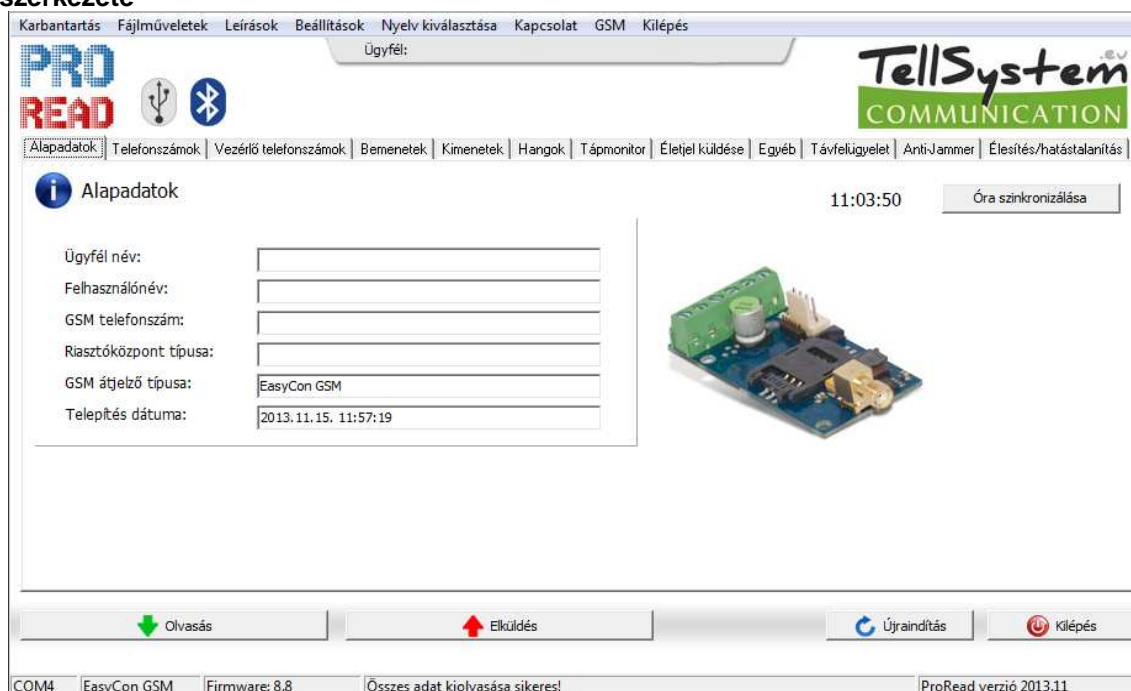 szerkezete
Karbantartás Fájlműveletek Leírások Beállítások Nyelv kiválasztása Kapcsolat GSM Kilépés
Ügyfél:
PRO
READ
TellSystem.eu
COMMUNICATION
Alapadatok Telefonszámok Vezérlő telefonszámok Bemenetek Kimenetek Hangok Tápmonitor Életjel küldése Egyéb Távfelügyelet Anti-Jammer Élesítés/hatástalanítás
Alapadatok
11:03:50 Óra szinkronizálása
Ügyfél név:
Felhasználónév:
GSM telefonszám:
Riasztóközpont típusa:
GSM átjelző típusa: EasyCon GSM
Telepítés dátuma: 2013.11.15. 11:57:19
Olvasás Elküldés Újraindítás Kilépés
COM4 EasyCon GSM Firmware: 8.8 Összes adat kiolvasása sikeres! ProRead verzió 2013.11